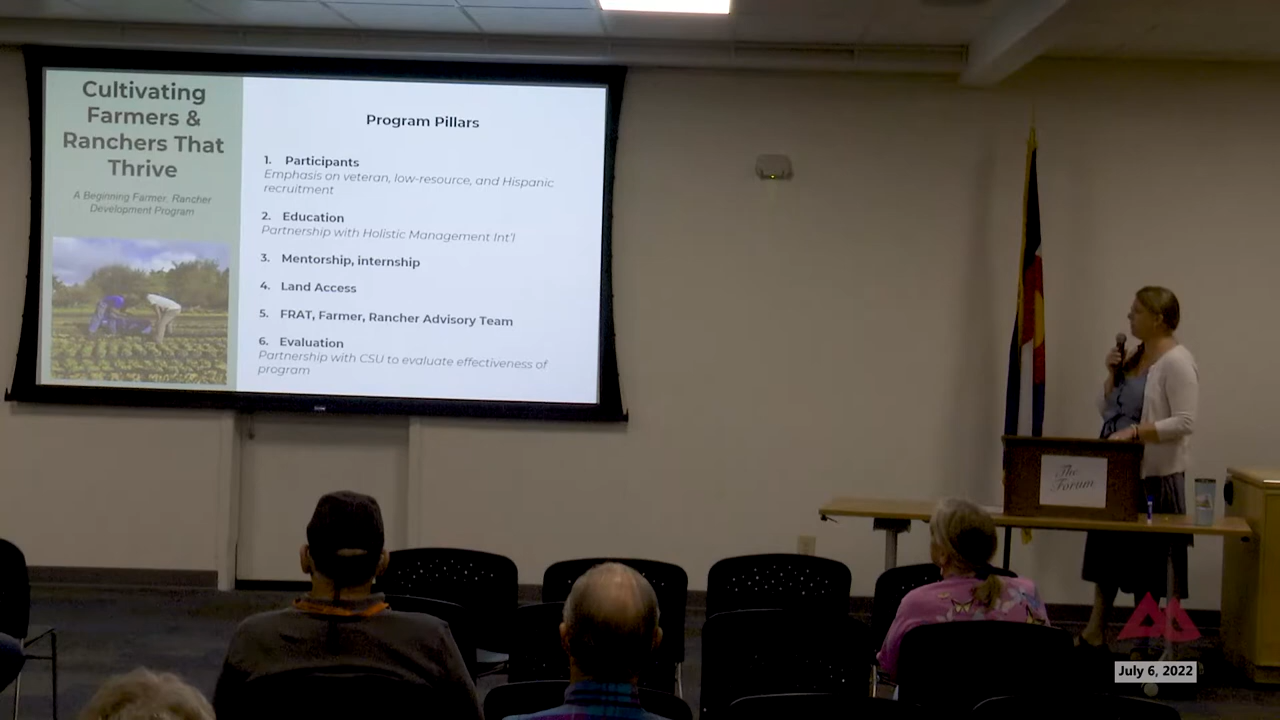 Cultivating
Farmers &
Ranchers That
Thrive
A Beginning Farmer, Rancher
Development Program
Program Pillars
1. Participants
Emphasis on veteran, low-resource, and Hispanic
recruitment
2. Education
Partnership with Holistic Management Int'l
3. Mentorship, internship
4. Land Access
5. FRAT, Farmer, Rancher Advisory Team
6. Evaluation
Partnership with CSU to evaluate effectiveness of
program
The
Forum
July 6, 2022